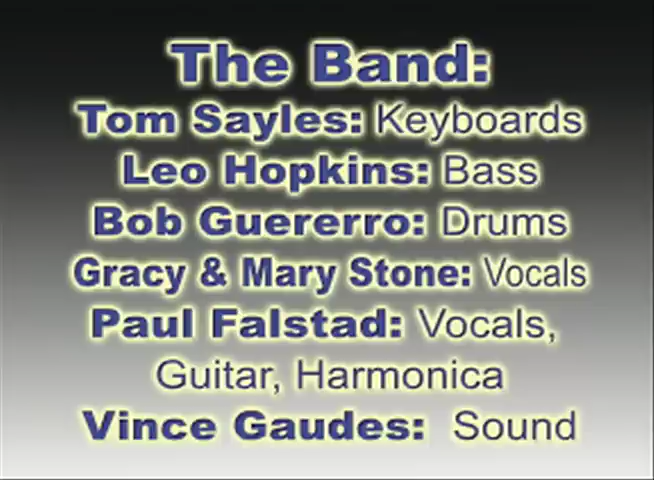 The Band:
Tom Sayles: Keyboards
Leo Hopkins: Bass
Bob Guererro: Drums
Gracy & Mary Stone: Vocals
Paul Falstad: Vocals,
Guitar, Harmonica
Vince Gaudes: Sound